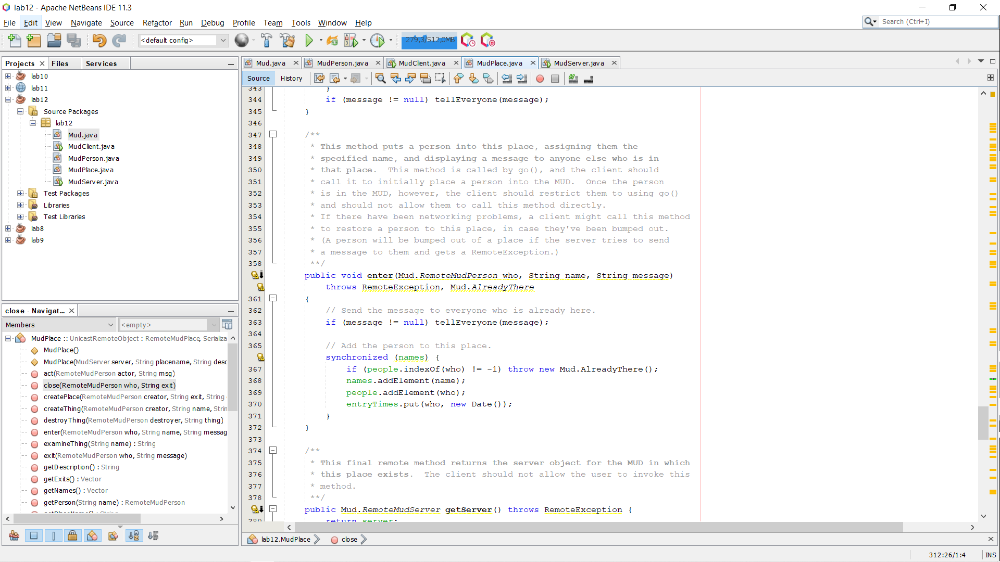 lab12 - Apache NetBeans IDE 11.3
File Edit View Navigate Source Refactor Run Debug Profile Team Tools Window Help
Search (Ctrl+I)
<default config>
279,3/512,0MB
Projects Files Services
lab10
lab11
lab12
Source Packages
lab12
Mud.java
MudClient.java
MudPerson.java
MudPlace.java
MudServer.java
Test Packages
Libraries
Test Libraries
lab8
lab9
close - Navigat...
Members
<empty>
MudPlace :: UnicastRemoteObject : RemoteMudPlace, Serializa
MudPlace()
MudPlace(MudServer server, String placename, String desc
act(RemoteMudPerson actor, String msg)
close(RemoteMudPerson who, String exit)
createPlace(RemoteMudPerson creator, String exit, String
createThing(RemoteMudPerson creator, String name, Strin
destroyThing(RemoteMudPerson destroyer, String thing)
enter(RemoteMudPerson who, String name, String messag
examineThing(String name) : String
exit(RemoteMudPerson who, String message)
getDescription() : String
getExits() : Vector
getNames() : Vector
getPerson(String name) : RemoteMudPerson
Mud.java MudPerson.java MudClient.java MudPlace.java MudServer.java
Source History
343 }
344 if (message != null) tellEveryone(message);
345 }
346
347 /**
348 * This method puts a person into this place, assigning them the
349 * specified name, and displaying a message to anyone else who is in
350 * that place.  This method is called by go(), and the client should
351 * call it to initially place a person into the MUD.  Once the person
352 * is in the MUD, however, the client should restrict them to using go()
353 * and should not allow them to call this method directly.
354 * If there have been networking problems, a client might call this method
355 * to restore a person to this place, in case they've been bumped out.
356 * (A person will be bumped out of a place if the server tries to send
357 * a message to them and gets a RemoteException.)
358 **/
public void enter(Mud.RemoteMudPerson who, String name, String message)
throws RemoteException, Mud.AlreadyThere
361 {
362 // Send the message to everyone who is already here.
363 if (message != null) tellEveryone(message);
364
365 // Add the person to this place.
synchronized (names) {
367 if (people.indexOf(who) != -1) throw new Mud.AlreadyThere();
368 names.addElement(name);
369 people.addElement(who);
370 entryTimes.put(who, new Date());
371 }
372 }
373
374 /**
375 * This final remote method returns the server object for the MUD in which
376 * this place exists.  The client should not allow the user to invoke this
377 * method.
378 **/
public Mud.RemoteMudServer getServer() throws RemoteException {
380 return server;
lab12.MudPlace close
312:26/1:4 INS